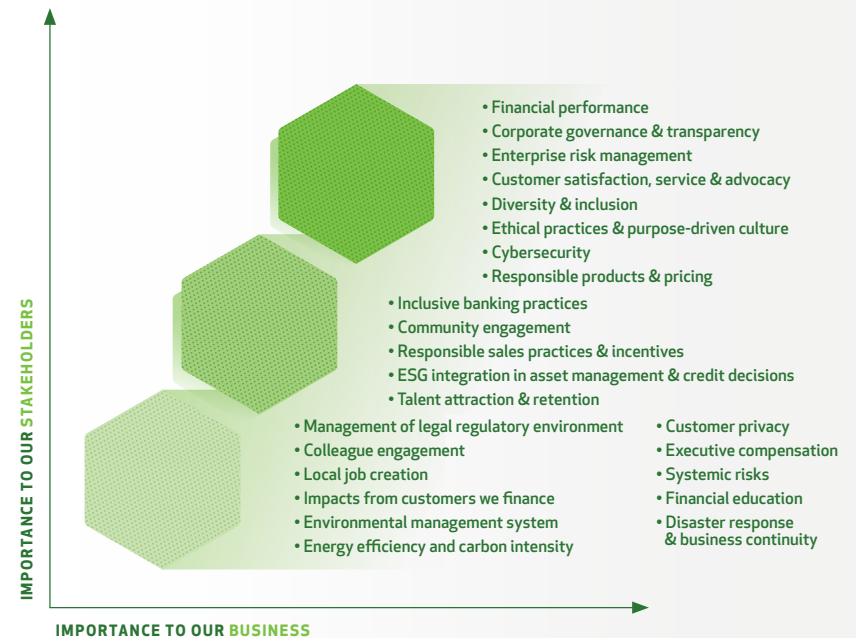 • Financial performance
• Corporate governance & transparency
• Enterprise risk management
• Customer satisfaction, service & advocacy
• Diversity & inclusion
• Ethical practices & purpose-driven culture
• Cybersecurity
• Responsible products & pricing
• Inclusive banking practices
• Community engagement
• Responsible sales practices & incentives
• ESG integration in asset management & credit decisions
• Talent attraction & retention
• Management of legal regulatory environment
• Colleague engagement
• Local job creation
• Impacts from customers we finance
• Environmental management system
• Energy efficiency and carbon intensity
• Customer privacy
• Executive compensation
• Systemic risks
• Financial education
• Disaster response
& business continuity
IMPORTANCE TO OUR STAKEHOLDERS
IMPORTANCE TO OUR BUSINESS